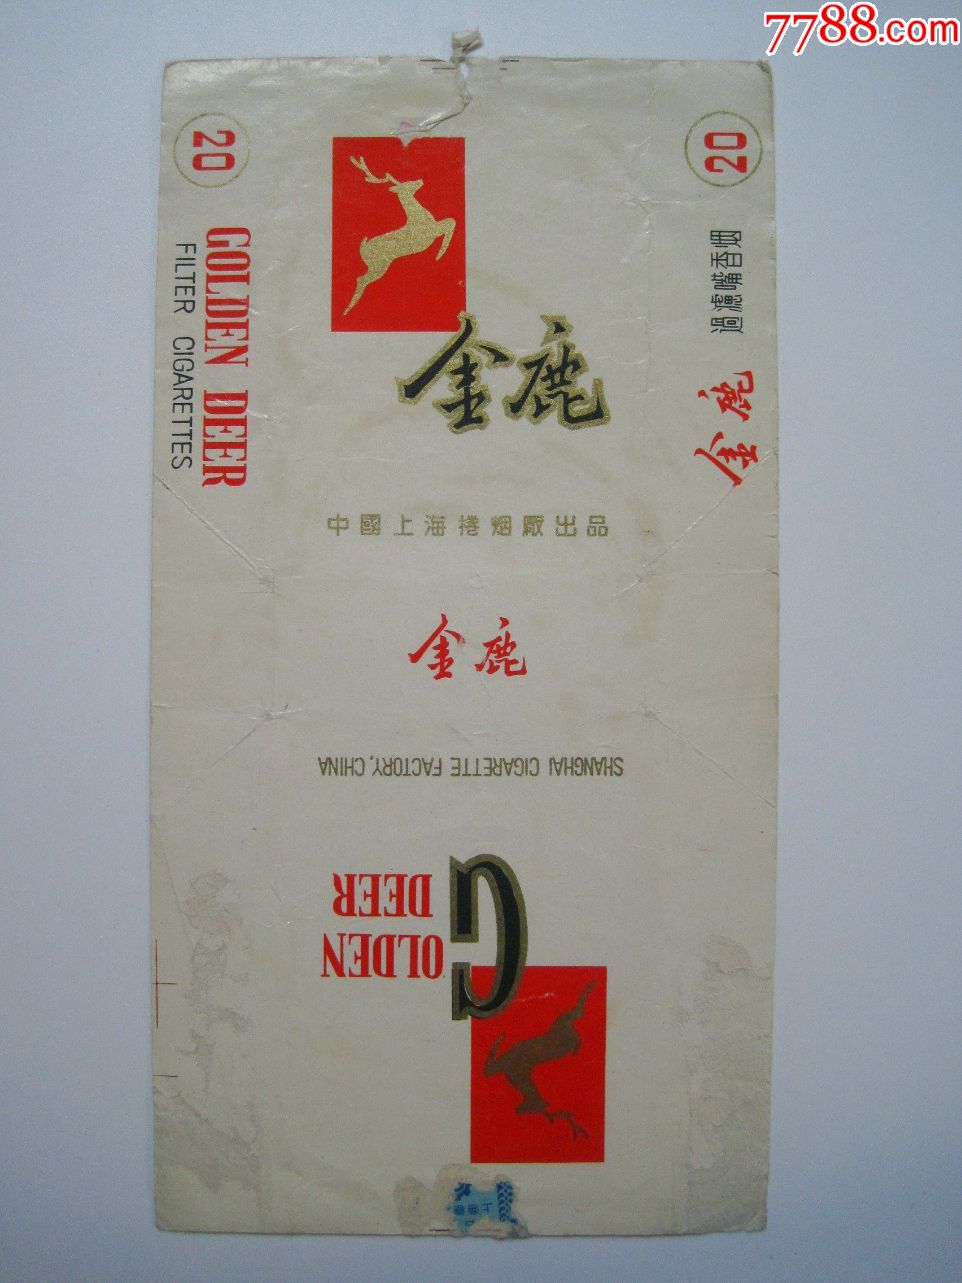 7788.com
20
GOLDEN DEER
FILTER CIGARETTES
20
過濾嘴香烟
金鹿
金鹿
中國上海捲烟厰出品
金鹿
SHANGHAI CIGARETTE FACTORY, CHINA
GOLDEN
DEER